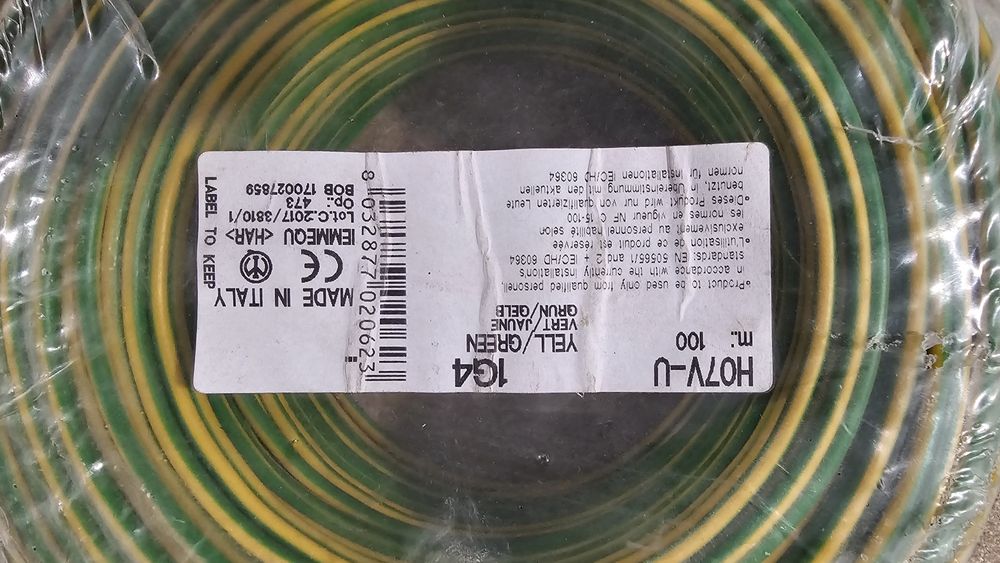 H07V-U
1G4
m.: 100
YELL/GREEN
VERT/JAUNE
GRUN/GELB
•Product to be used only from qualified personell,
in accordance with the currently installations
standards: EN 50565/1 and 2 + IEC/HD 60364
•L'utilisation de ce produit est réservée
exclusivement au personnel habilité selon
les normes en vigueur NF C 15-100
•Dieses Produkt wird nur von qualifizierten Leute
benutzt, in Übereinstimmung mit den aktuellen
normen für Installationen IEC/HD 60364
8 032877 020623
MADE IN ITALY
CE
IEMMEQU <HAR>
Lot.C.2017/3810/1
Op.: 473
BOB 170027859
LABEL TO KEEP